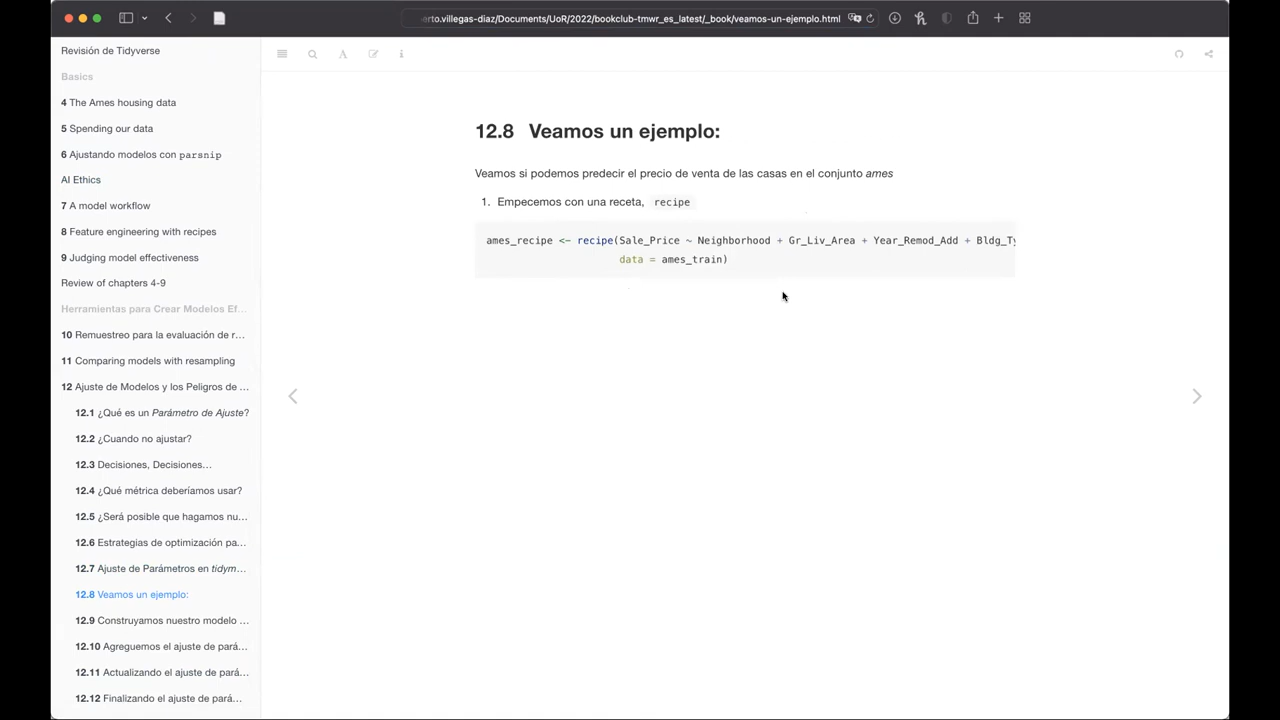 erto.villegas-diaz/Documents/UoR/2022/bookclub-tmwr_es_latest/_book/veamos-un-ejemplo.html
Revisión de Tidyverse
Basics
4 The Ames housing data
5 Spending our data
6 Ajustando modelos con parsnip
AI Ethics
7 A model workflow
8 Feature engineering with recipes
9 Judging model effectiveness
Review of chapters 4-9
Herramientas para Crear Modelos Ef...
10 Remuestreo para la evaluación de r...
11 Comparing models with resampling
12 Ajuste de Modelos y los Peligros de ...
12.1 ¿Qué es un Parámetro de Ajuste?
12.2 ¿Cuando no ajustar?
12.3 Decisiones, Decisiones...
12.4 ¿Qué métrica deberíamos usar?
12.5 ¿Será posible que hagamos nu...
12.6 Estrategias de optimización pa...
12.7 Ajuste de Parámetros en tidym...
12.8 Veamos un ejemplo:
12.9 Construyamos nuestro modelo ...
12.10 Agreguemos el ajuste de pará...
12.11 Actualizando el ajuste de pará...
12.12 Finalizando el ajuste de pará...
12.8 Veamos un ejemplo:
Veamos si podemos predecir el precio de venta de las casas en el conjunto ames
1. Empecemos con una receta, recipe
ames_recipe <- recipe(Sale_Price ~ Neighborhood + Gr_Liv_Area + Year_Remod_Add + Bldg_Ty
data = ames_train)